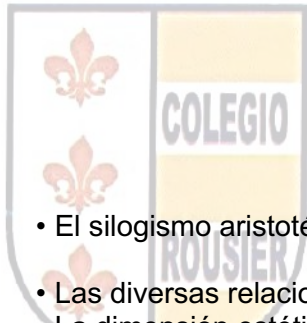 COLEGIO
• El silogismo aristoté
ROUSIER
• Las diversas relacio